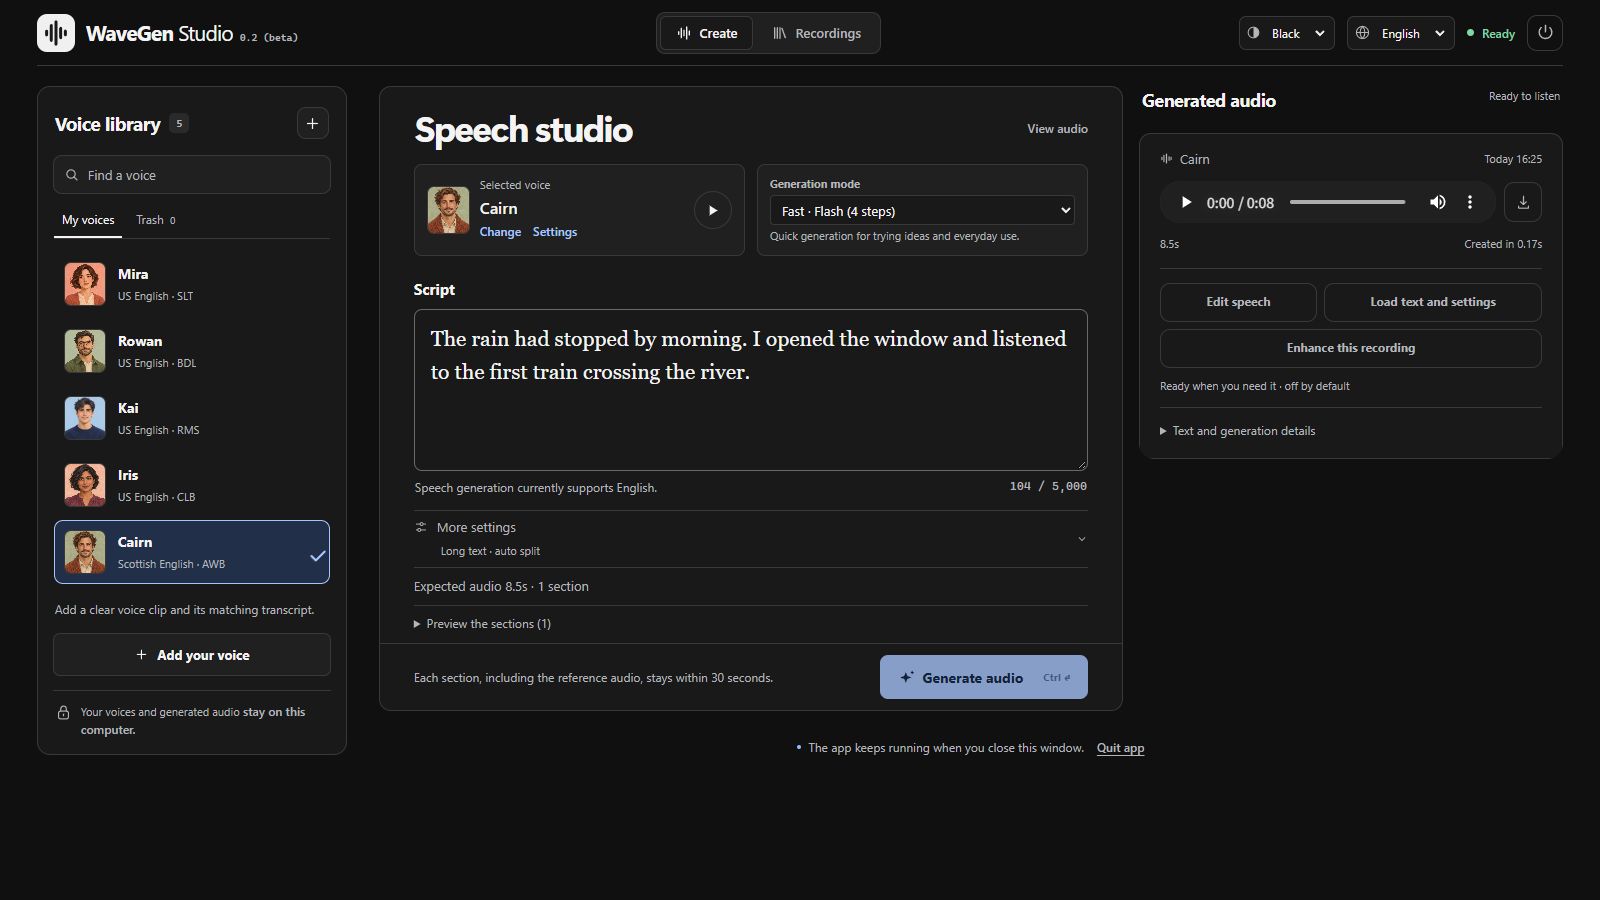 WaveGen Studio 0.2 (beta)
Create
Recordings
Black
English
Ready
Voice library 5
Find a voice
My voices
Trash 0
Mira
US English · SLT
Rowan
US English · BDL
Kai
US English · RMS
Iris
US English · CLB
Cairn
Scottish English · AWB
Add a clear voice clip and its matching transcript.
+ Add your voice
Your voices and generated audio stay on this
computer.
Speech studio
View audio
Selected voice
Cairn
Change Settings
Generation mode
Fast · Flash (4 steps)
Quick generation for trying ideas and everyday use.
Script
The rain had stopped by morning. I opened the window and listened
to the first train crossing the river.
Speech generation currently supports English.
104 / 5,000
More settings
Long text · auto split
Expected audio 8.5s · 1 section
Preview the sections (1)
Each section, including the reference audio, stays within 30 seconds.
Generate audio Ctrl ↵
The app keeps running when you close this window. Quit app
Generated audio
Ready to listen
Cairn
Today 16:25
0:00 / 0:08
8.5s
Created in 0.17s
Edit speech
Load text and settings
Enhance this recording
Ready when you need it · off by default
Text and generation details